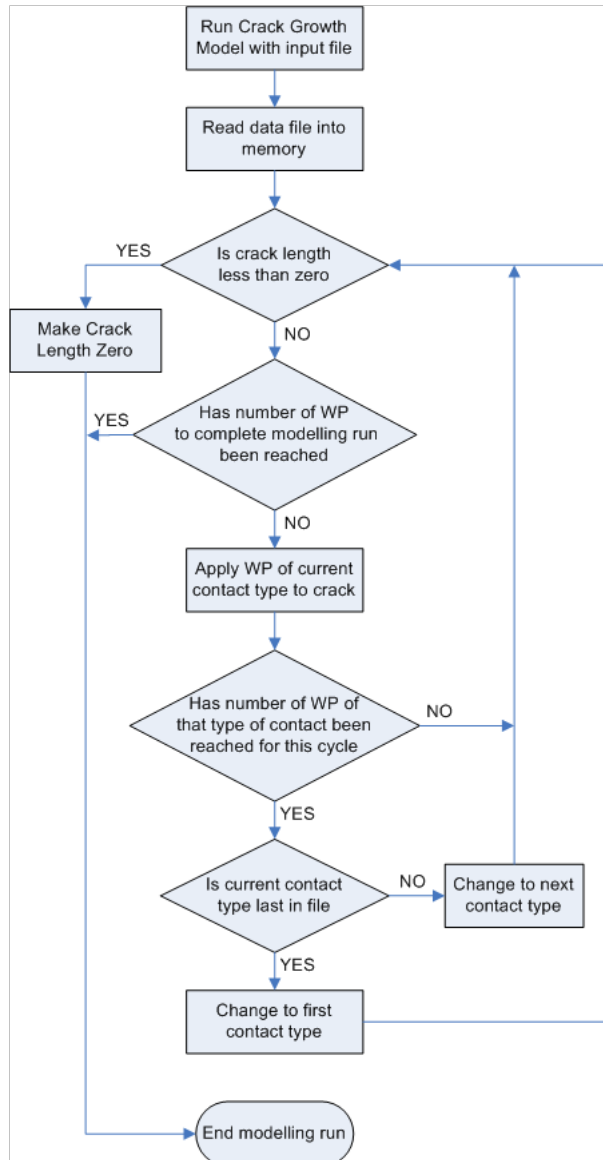 Run Crack Growth
Model with input file
Read data file into
memory
YES
Is crack length
less than zero
Make Crack
Length Zero
NO
YES
Has number of WP
to complete modelling run
been reached
NO
Apply WP of current
contact type to crack
Has number of WP of
that type of contact been
reached for this cycle
NO
YES
Is current contact
type last in file
NO
Change to next
contact type
YES
Change to first
contact type
End modelling run